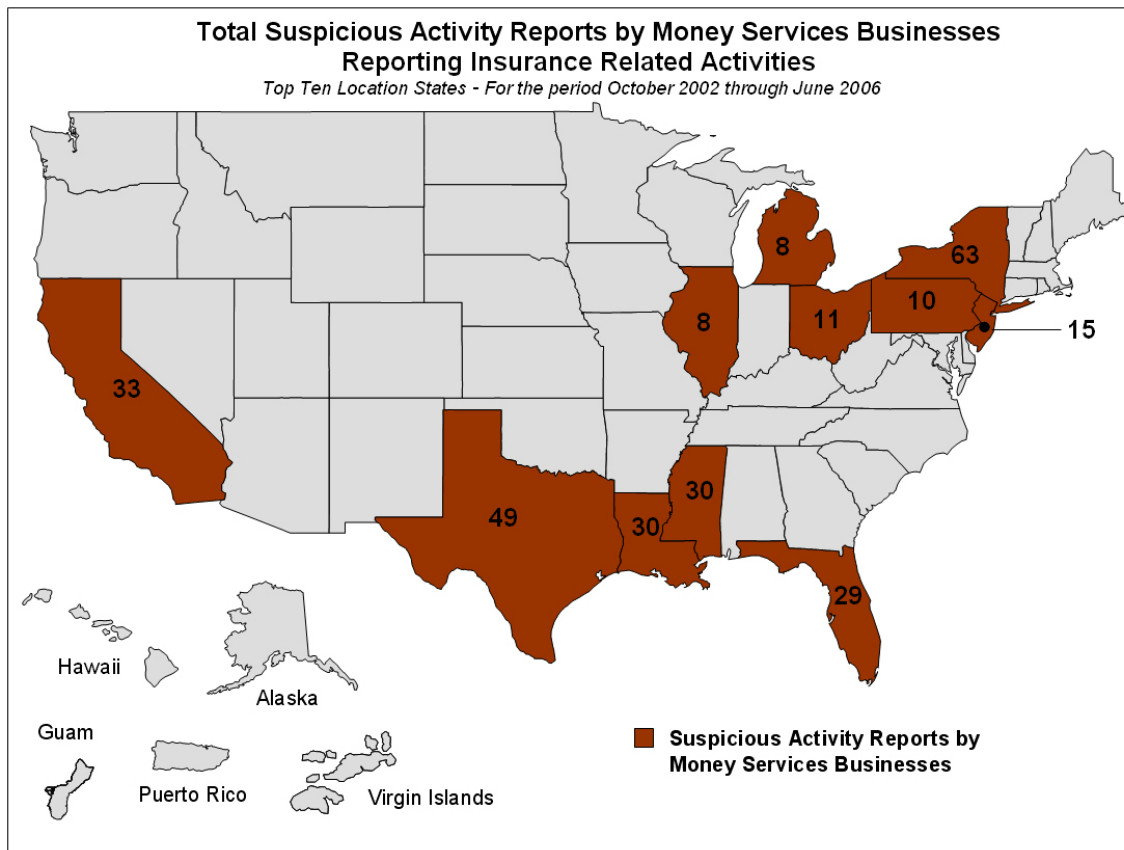 Total Suspicious Activity Reports by Money Services Businesses
Reporting Insurance Related Activities
Top Ten Location States - For the period October 2002 through June 2006
8
63
8
11
10
15
33
49
30
30
29
Hawaii
Alaska
Guam
Puerto Rico
Virgin Islands
Suspicious Activity Reports by
Money Services Businesses